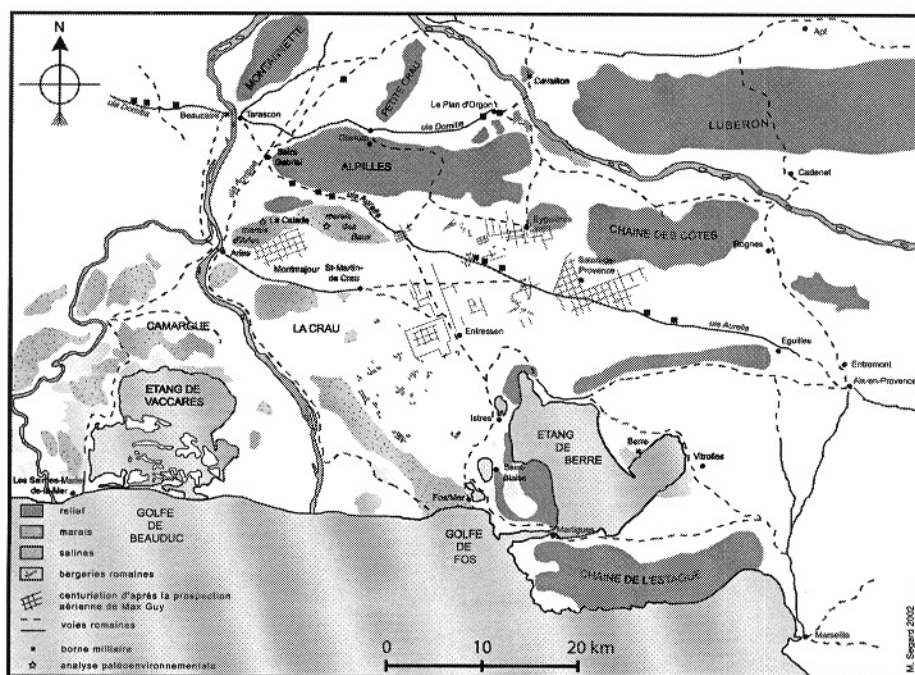 N
MONTAGNETTE
Apt
PETITE CRAU
Cavaillon
Le Plan d'Orgon
LUBERON
via Domitia
Beaucaire
Tarascon
via Domitia
Glanum
Saint-
Gabriel
ALPILLES
Cadenet
via Aurelia
La Calade
marais
d'Arles
marais
des
Baux
Eyguières
CHAINE DES CÔTES
Rognes
Arles
Montmajour
St-Martin-
de Crau
Salon-de-
Provence
CAMARGUE
LA CRAU
Entressen
via Aurelia
Eguilles
Entremont
Aix-en-Provence
ETANG DE
VACCARES
Istres
ETANG
DE
BERRE
Berre
Vitrolles
Saint-
Blaise
Les Saintes-Maries
de-la-Mer
Fos/Mer
Martigues
GOLFE
DE
BEAUDUC
GOLFE
DE
FOS
CHAINE DE L'ESTAQUE
Marseille
relief
marais
salines
bergeries romaines
centuriation d'après la prospection
aérienne de Max Guy
voies romaines
borne milliaire
analyse paléoenvironnementale
0 10 20 km
M. Segard 2002